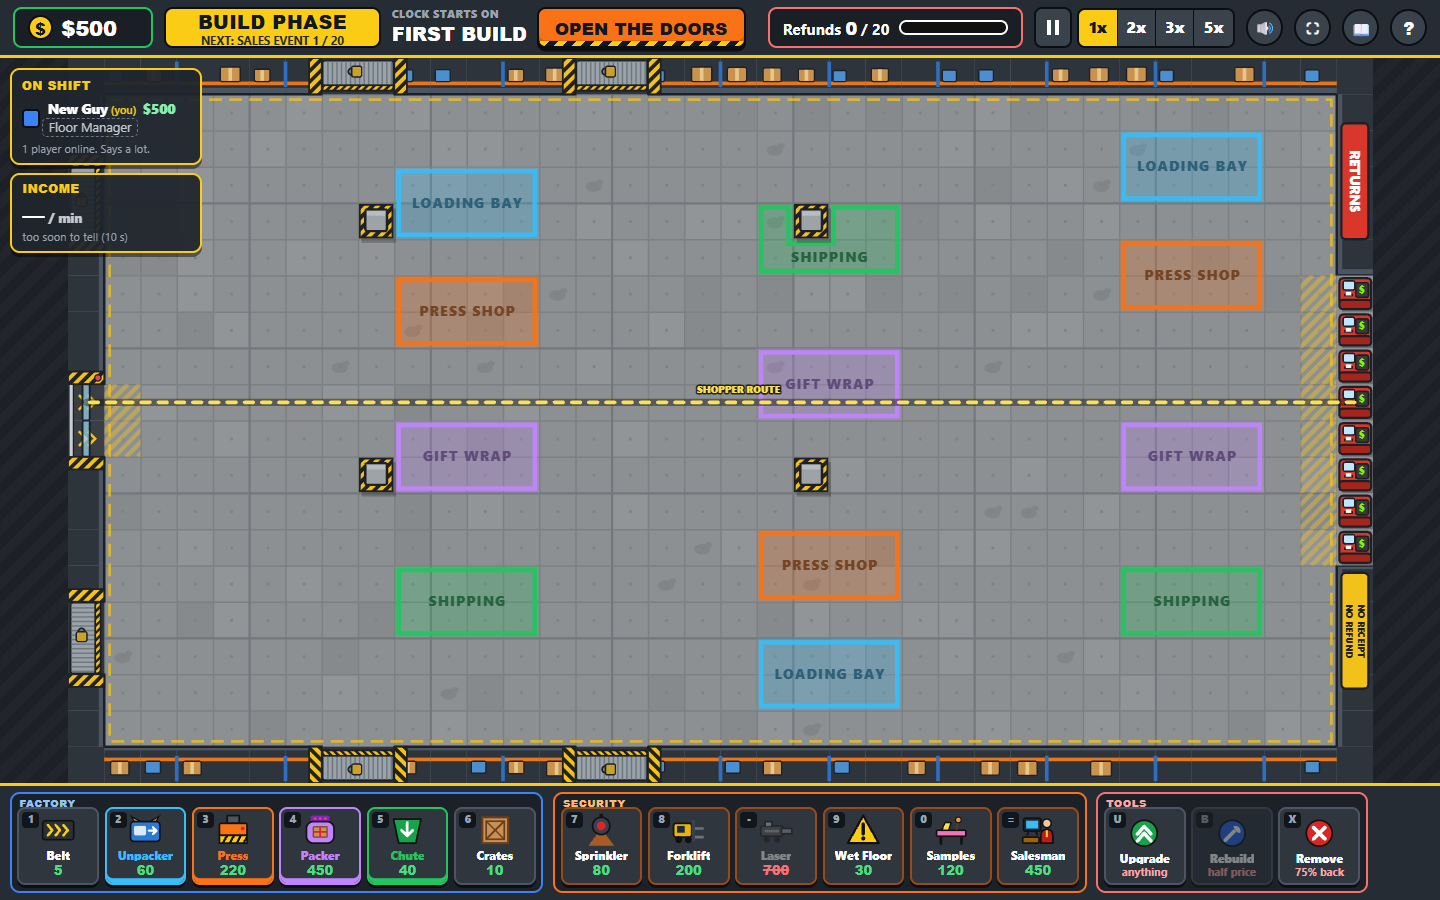 $500
BUILD PHASE
NEXT: SALES EVENT 1 / 20
CLOCK STARTS ON
FIRST BUILD
OPEN THE DOORS
Refunds 0 / 20
1x
2x
3x
5x
?
ON SHIFT
New Guy (you) $500
Floor Manager
1 player online. Says a lot.
INCOME
— / min
too soon to tell (10 s)
LOADING BAY
LOADING BAY
RETURNS
SHIPPING
PRESS SHOP
PRESS SHOP
GIFT WRAP
SHOPPER ROUTE
GIFT WRAP
GIFT WRAP
PRESS SHOP
SHIPPING
SHIPPING
LOADING BAY
NO RECEIPT
NO REFUND
FACTORY
1
Belt
5
2
Unpacker
60
3
Press
220
4
Packer
450
5
Chute
40
6
Crates
10
SECURITY
7
Sprinkler
80
8
Forklift
200
-
Laser
700
9
Wet Floor
30
0
Samples
120
=
Salesman
450
TOOLS
U
Upgrade
anything
B
Rebuild
half price
X
Remove
75% back